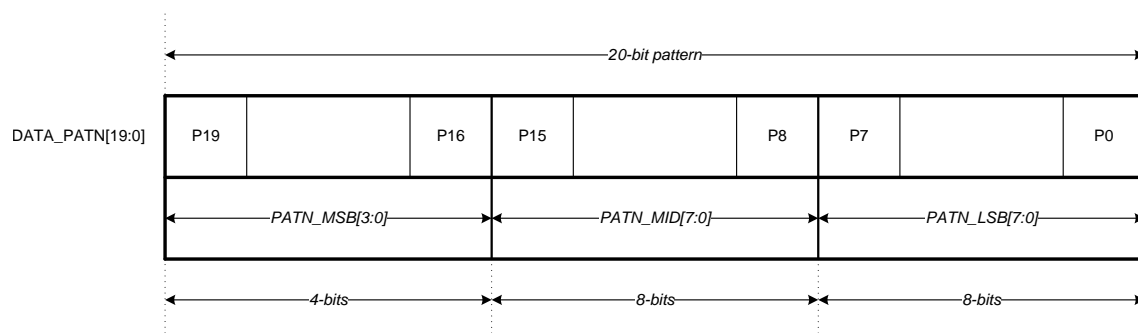 20-bit pattern
DATA_PATN[19:0] P19 P16 P15 P8 P7 P0
PATN_MSB[3:0] PATN_MID[7:0] PATN_LSB[7:0]
4-bits 8-bits 8-bits